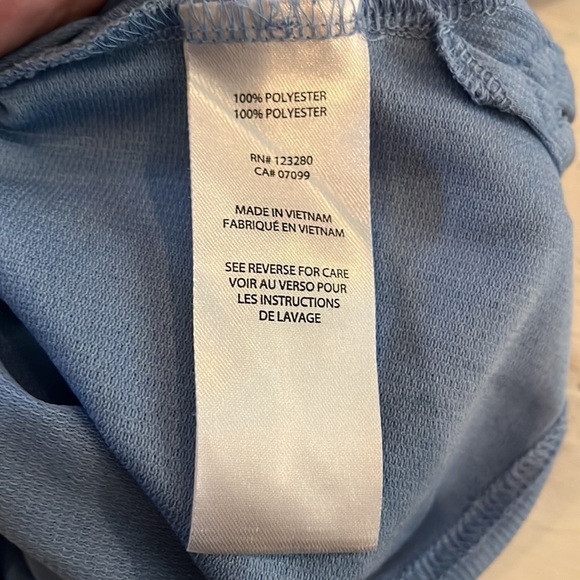 100% POLYESTER
100% POLYESTER
RN# 123280
CA# 07099
MADE IN VIETNAM
FABRIQUÉ EN VIETNAM
SEE REVERSE FOR CARE
VOIR AU VERSO POUR
LES INSTRUCTIONS
DE LAVAGE